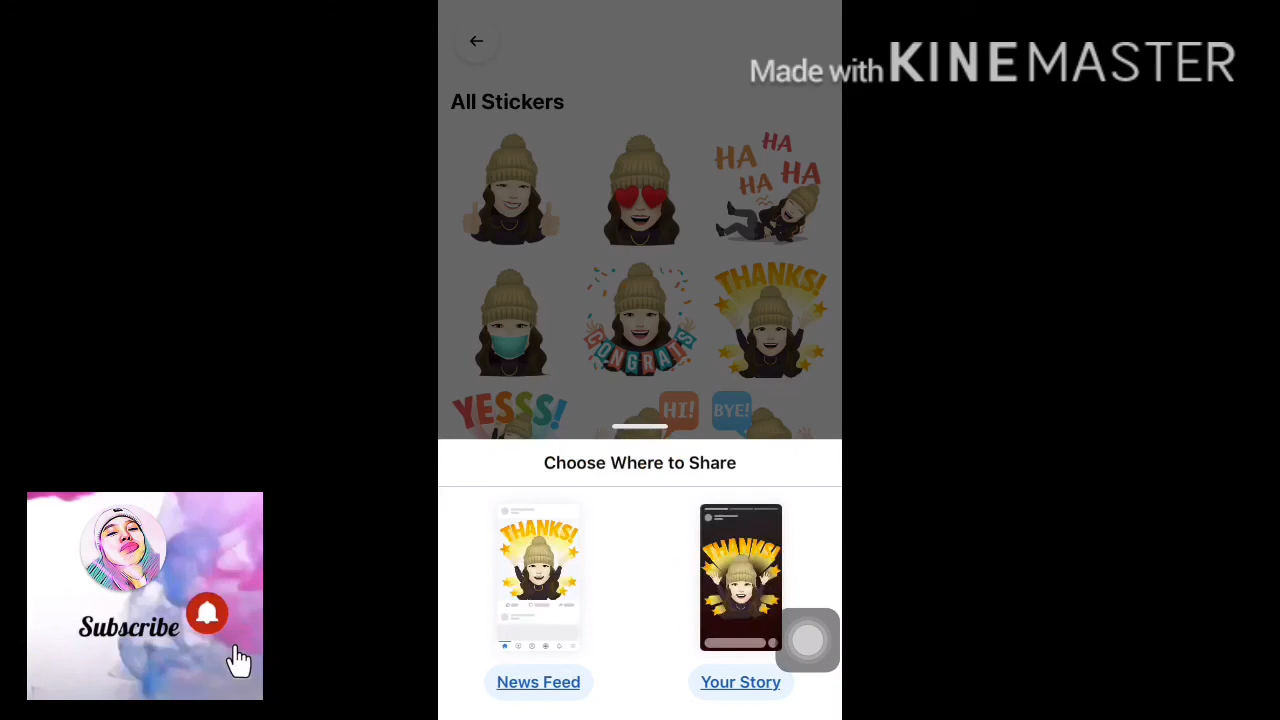 Made with KINEMASTER
All Stickers
HA HA
HA HA
THANKS!
CONGRATS
YESSS!
HI!
BYE!
Choose Where to Share
THANKS!
THANKS!
Subscribe
News Feed
Your Story